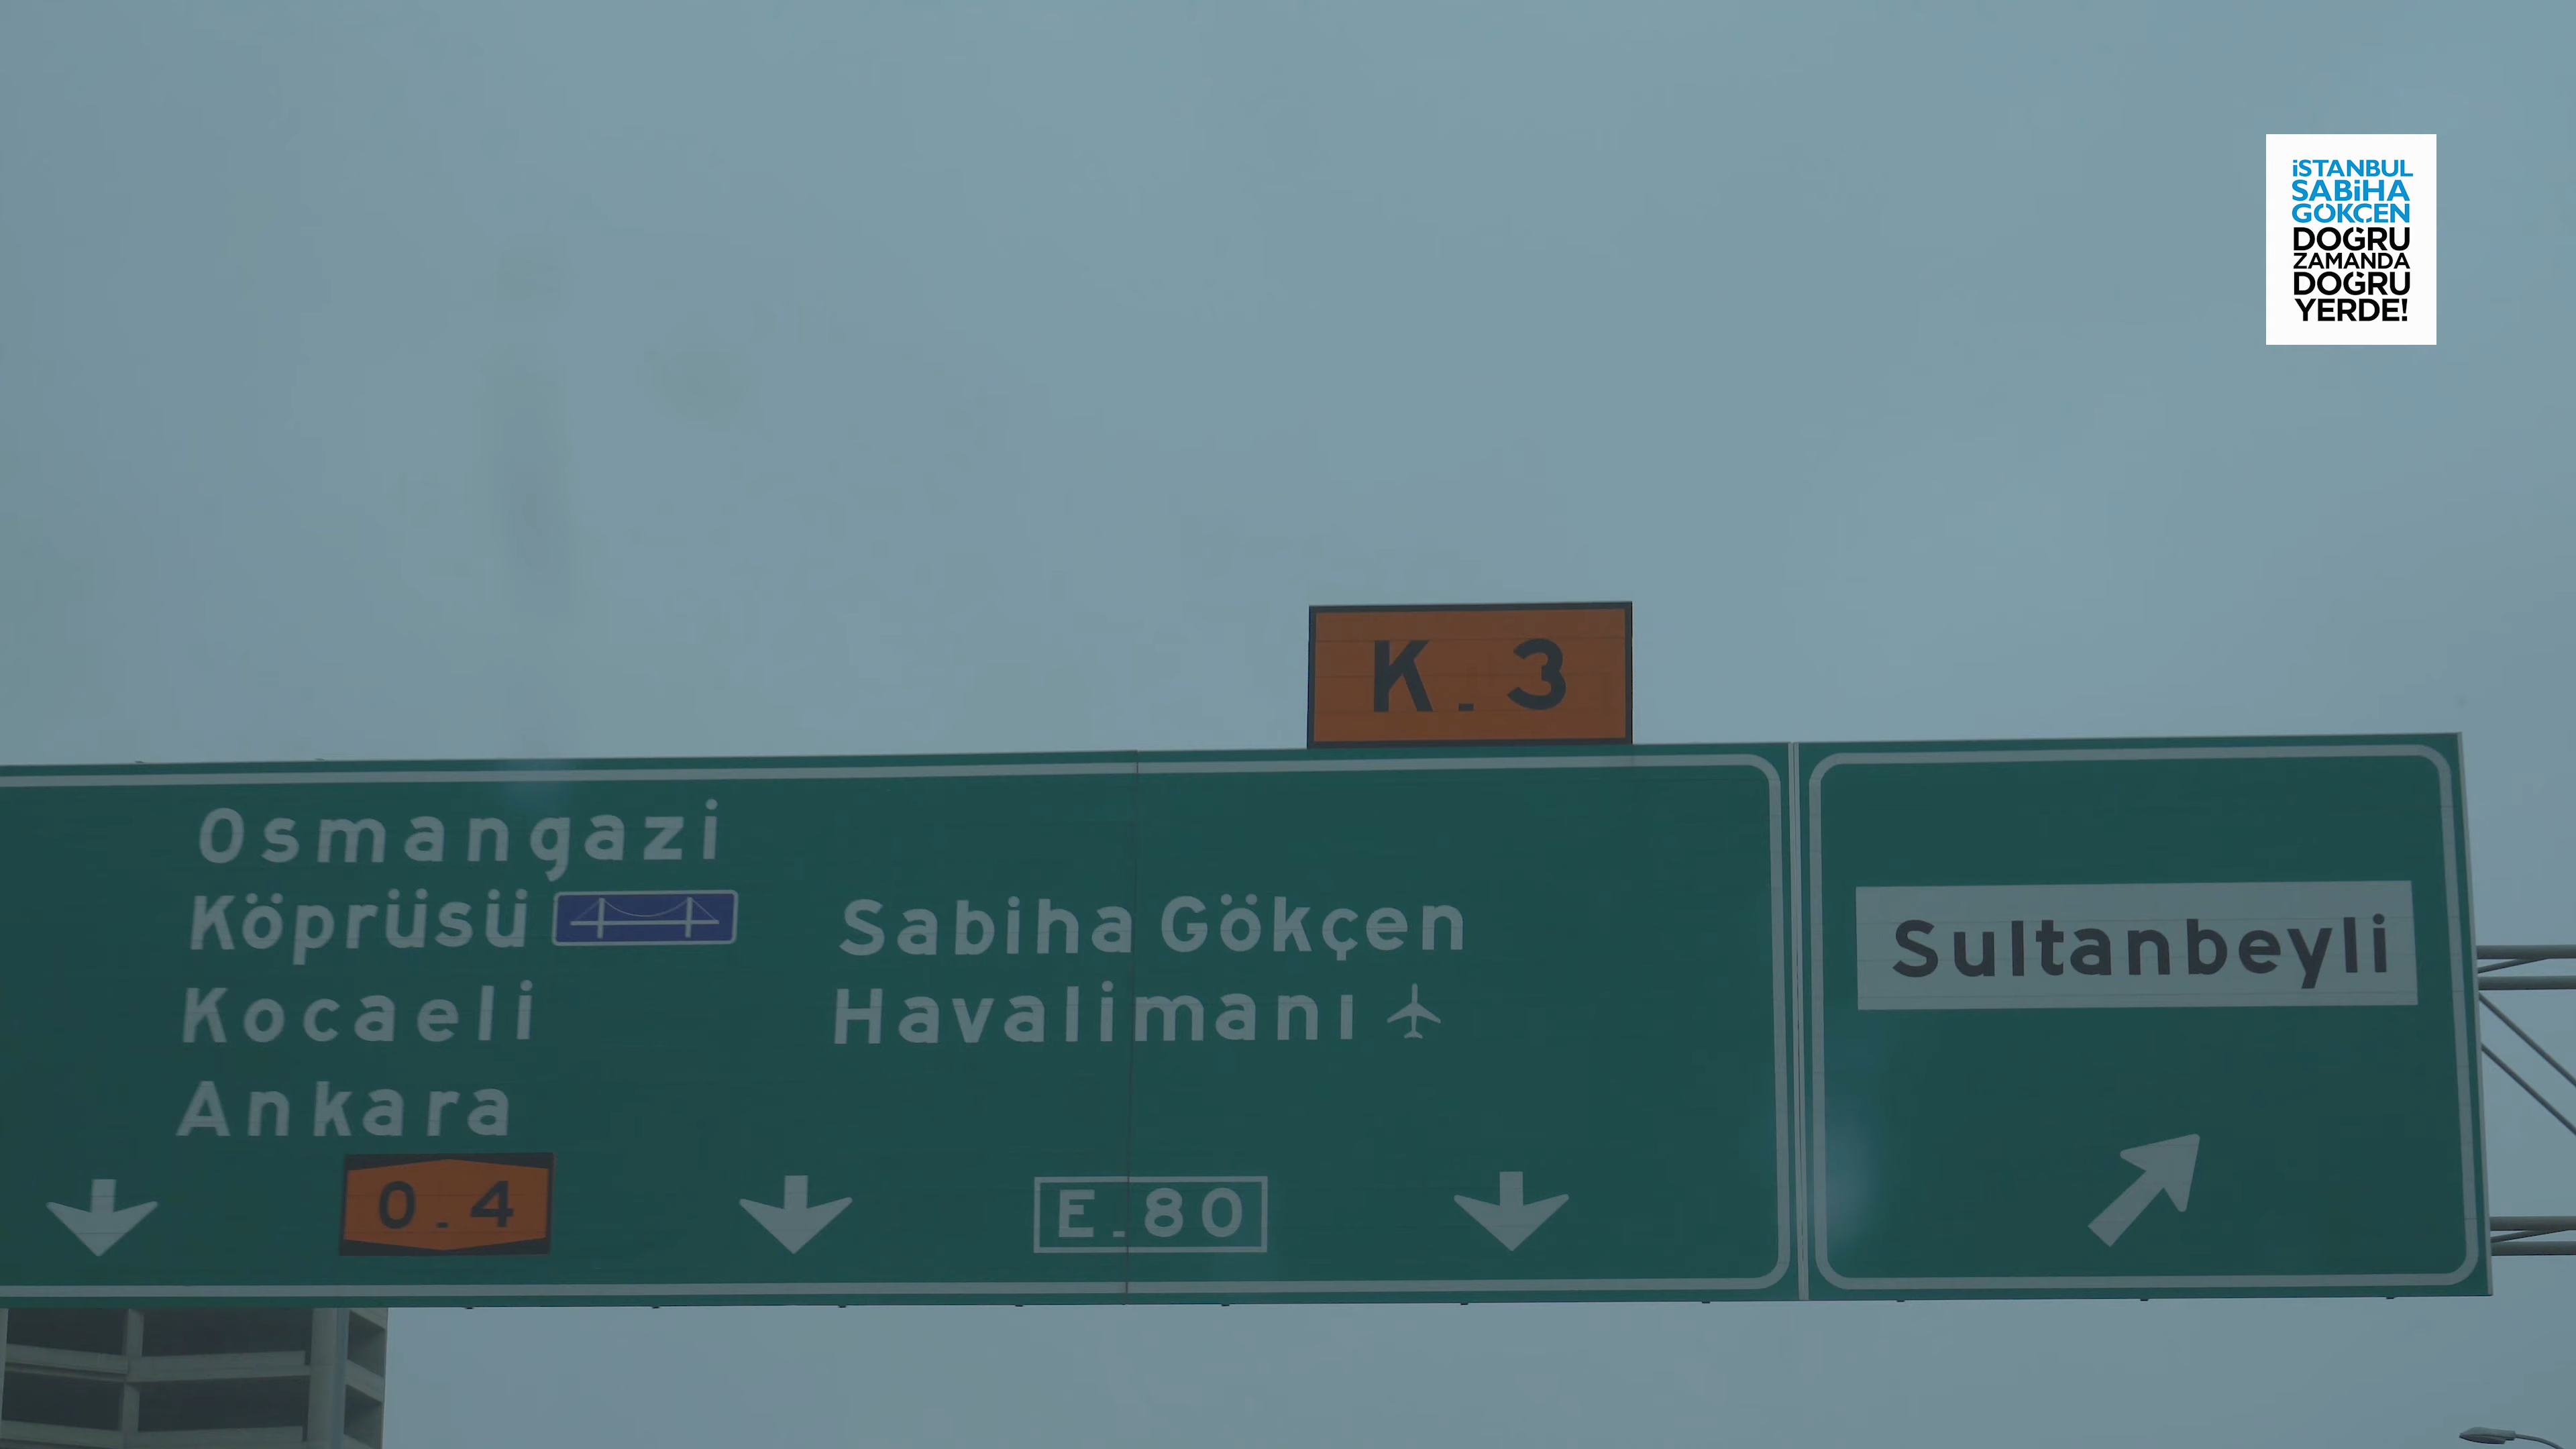 İSTANBUL
SABİHA
GÖKÇEN
DOĞRU
ZAMANDA
DOĞRU
YERDE!
K.3
Osmangazi
Köprüsü
Kocaeli
Ankara
O.4
Sabiha Gökçen
Havalimanı
E.80
Sultanbeyli